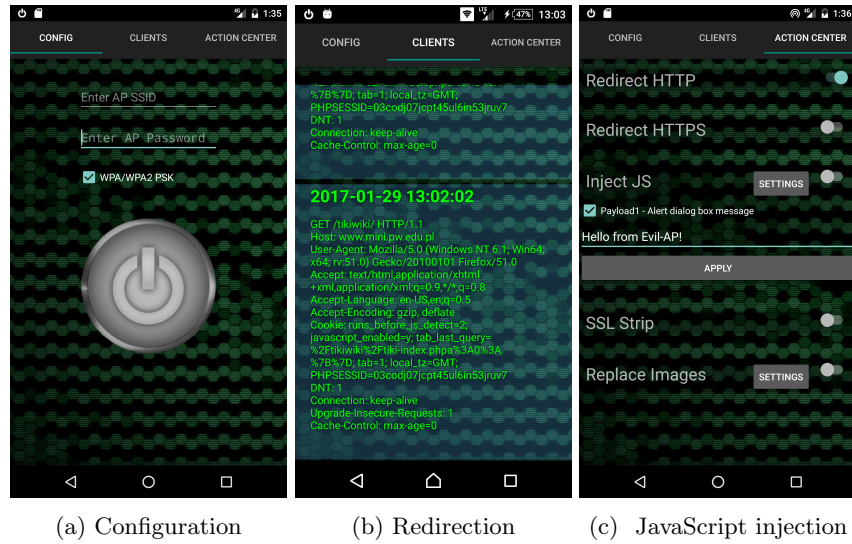 1:35
CONFIG
CLIENTS
ACTION CENTER
Enter AP SSID
Enter AP Password
WPA/WPA2 PSK
LTE
47%
13:03
CONFIG
CLIENTS
ACTION CENTER
%7B%7D; tab=1; local_tz=GMT;
PHPSESSID=03codj07jcpt45ul6in53jruv7
DNT: 1
Connection: keep-alive
Cache-Control: max-age=0
2017-01-29 13:02:02
GET /tikiwiki/ HTTP/1.1
Host: www.mini.pw.edu.pl
User-Agent: Mozilla/5.0 (Windows NT 6.1; Win64;
x64; rv:51.0) Gecko/20100101 Firefox/51.0
Accept: text/html,application/xhtml
+xml,application/xml;q=0.9,*/*;q=0.8
Accept-Language: en-US,en;q=0.5
Accept-Encoding: gzip, deflate
Cookie: runs_before_js_detect=2;
javascript_enabled=y; tab_last_query=
%2Ftikiwiki%2Ftiki-index.phpa%3A0%3A
%7B%7D; tab=1; local_tz=GMT;
PHPSESSID=03codj07jcpt45ul6in53jruv7
DNT: 1
Connection: keep-alive
Upgrade-Insecure-Requests: 1
Cache-Control: max-age=0
4G
1:36
CONFIG
CLIENTS
ACTION CENTER
Redirect HTTP
Redirect HTTPS
Inject JS
SETTINGS
Payload1 - Alert dialog box message
Hello from Evil-AP!
APPLY
SSL Strip
Replace Images
SETTINGS
(a) Configuration
(b) Redirection
(c) JavaScript injection